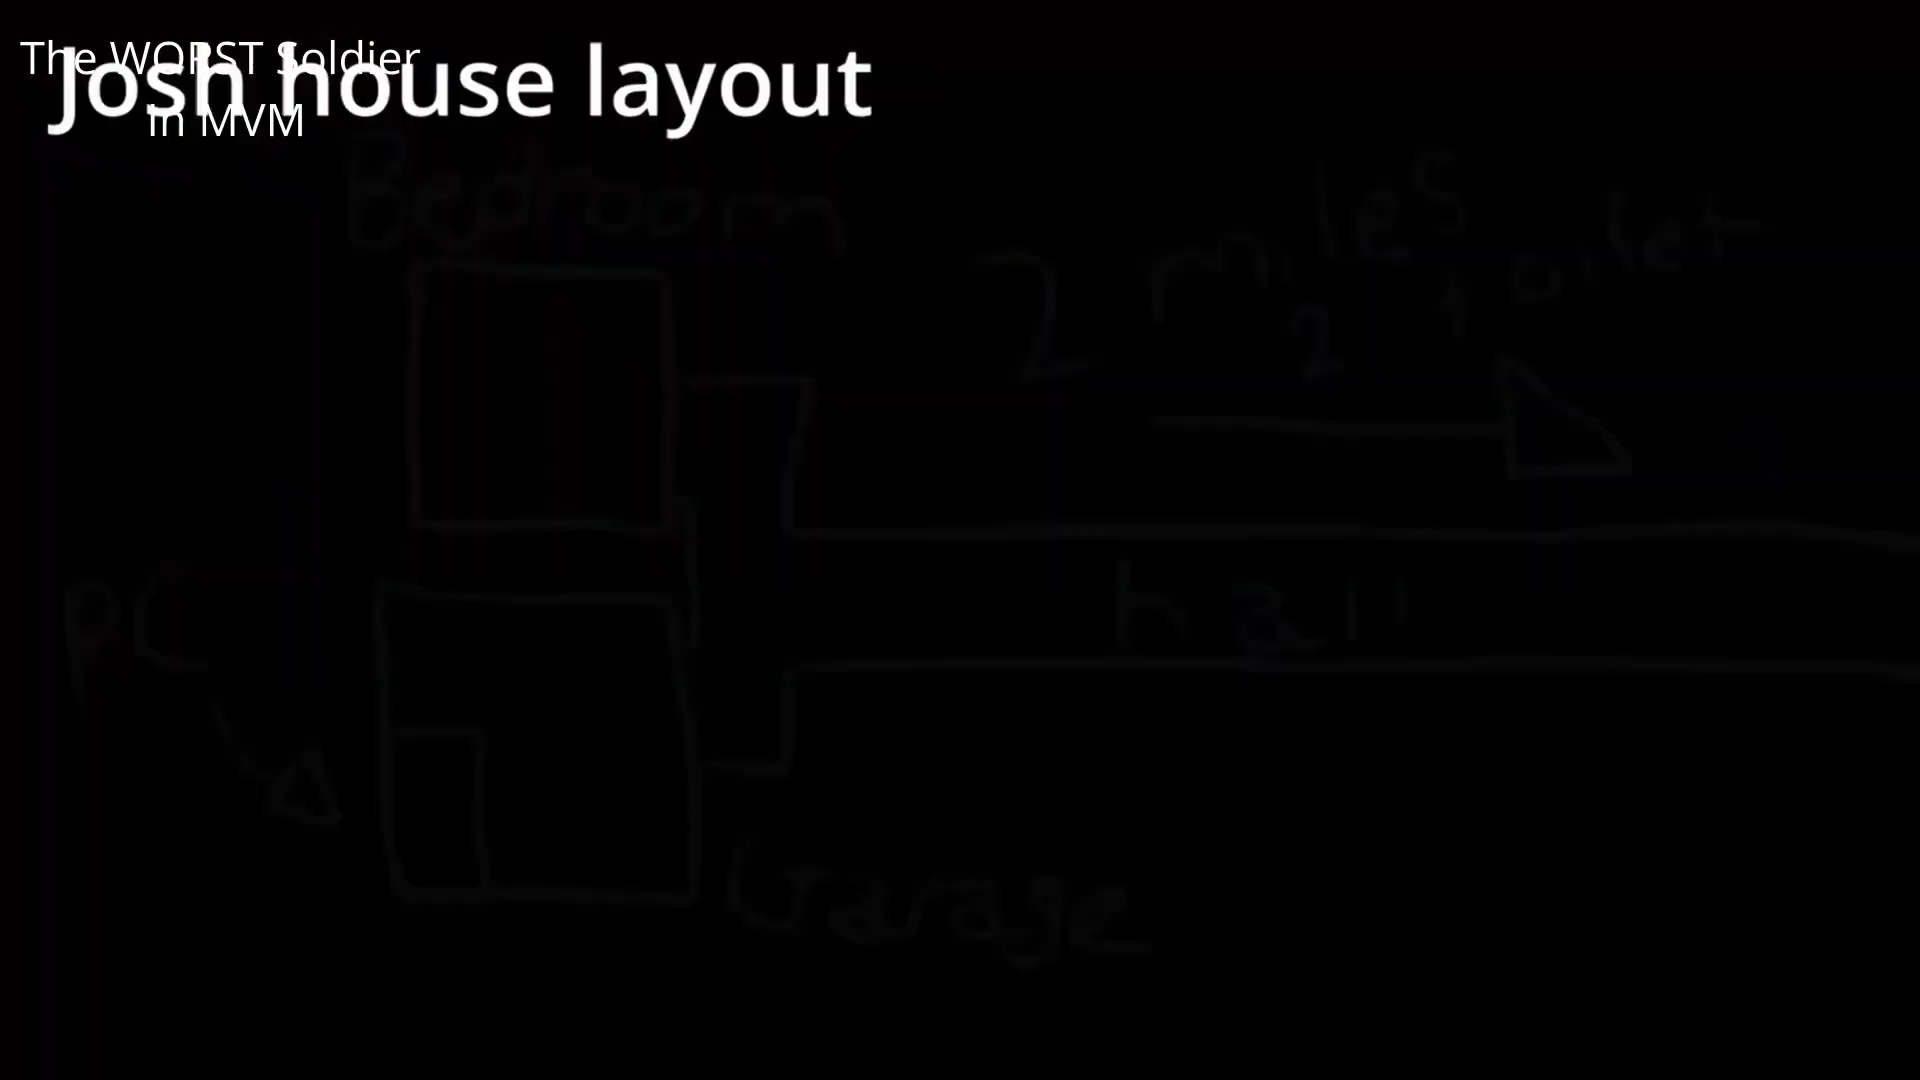 The WORST Soldier
in MVM
Josh house layout
Bedroom
2 miles
2 toilet
PC
hall
Garage